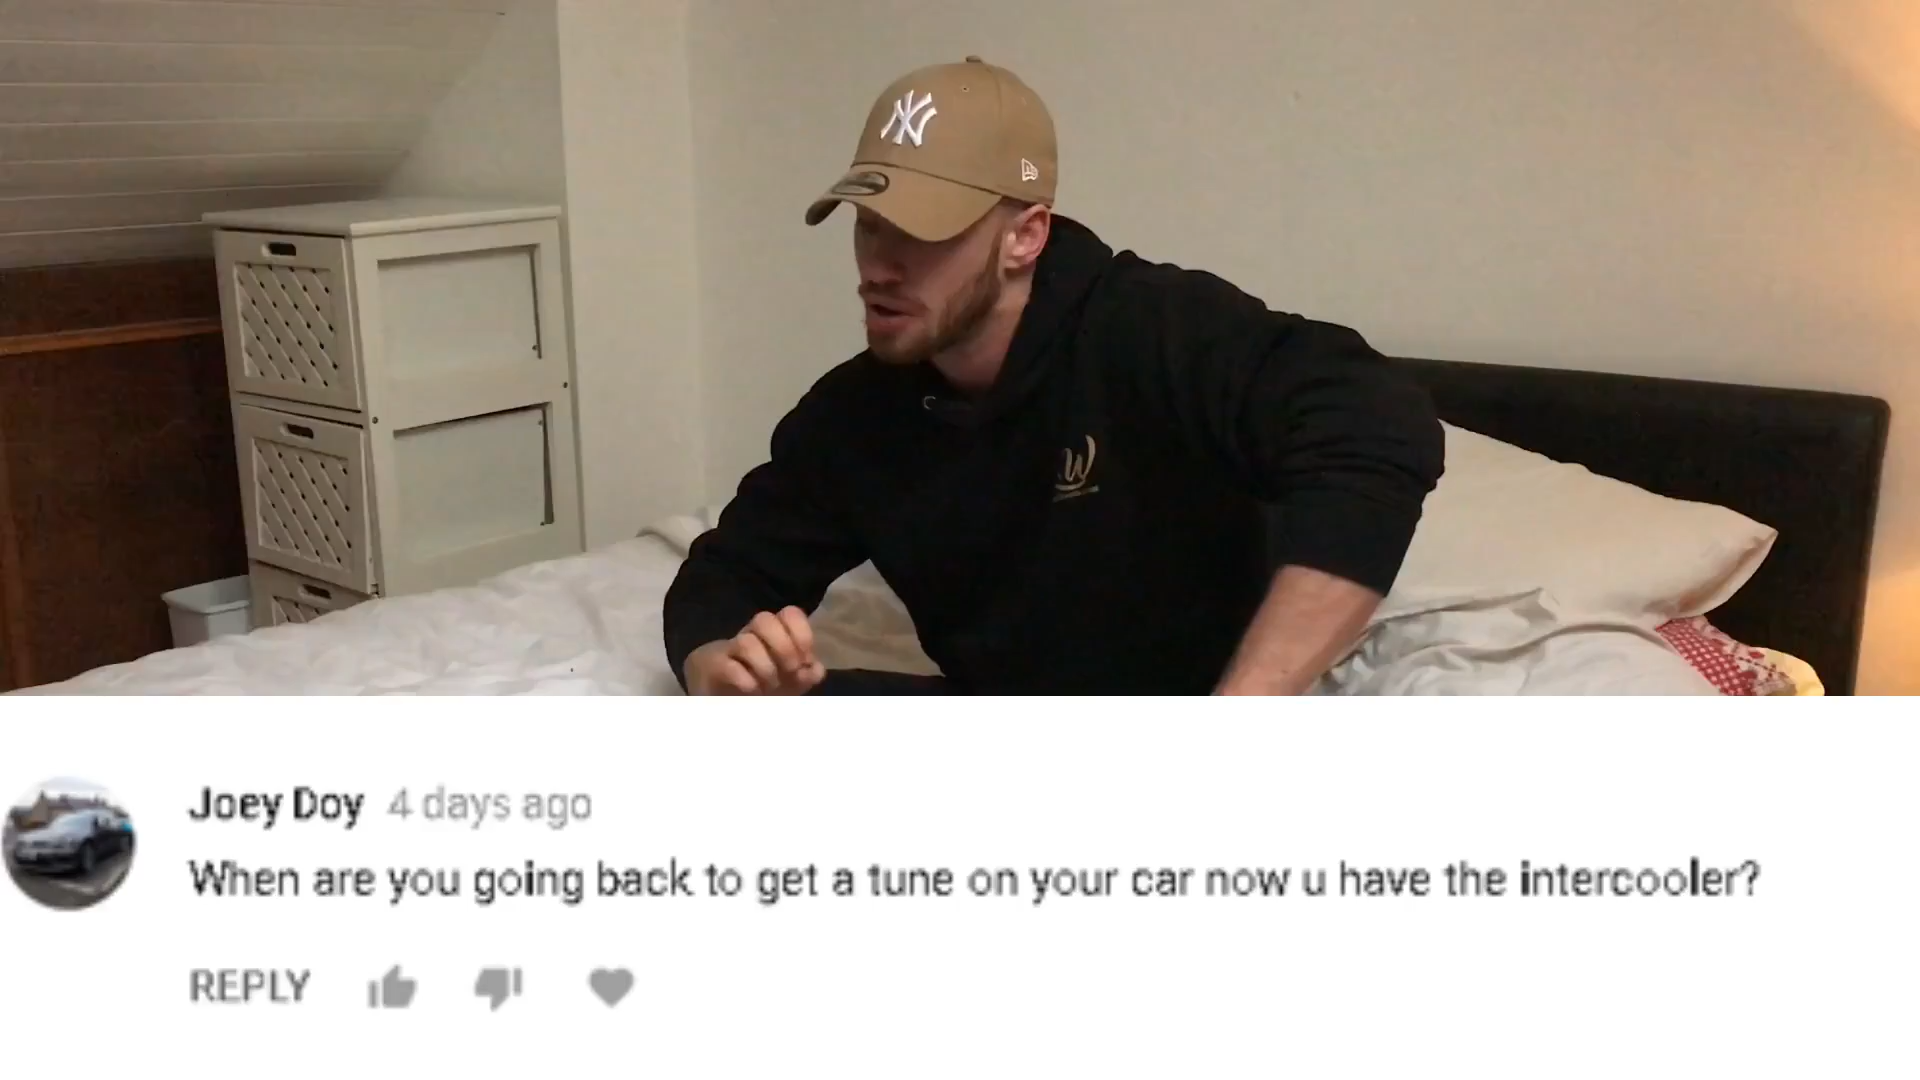 NY
W
Joey Doy 4 days ago
When are you going back to get a tune on your car now u have the intercooler?
REPLY